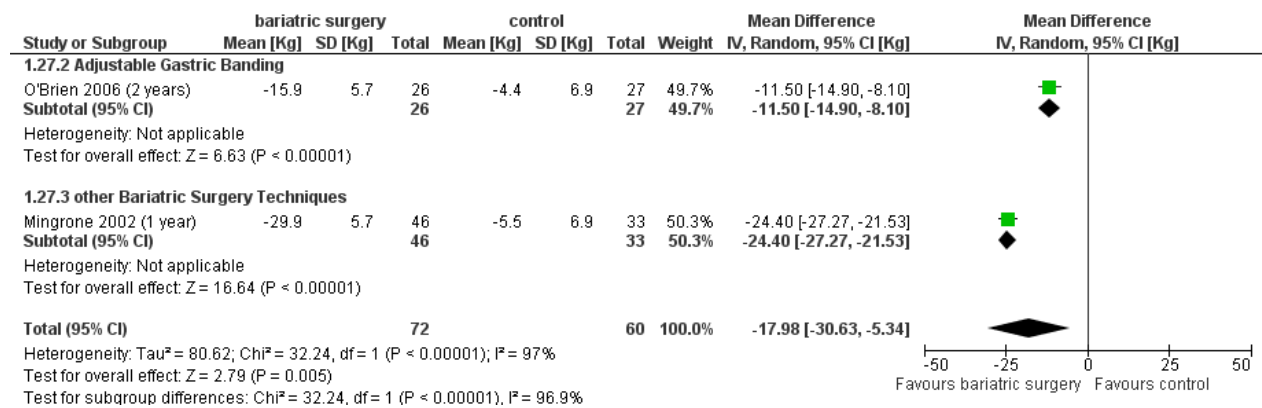 bariatric surgery control Mean Difference Mean Difference
Study or Subgroup Mean [Kg] SD [Kg] Total Mean [Kg] SD [Kg] Total Weight IV, Random, 95% CI [Kg] IV, Random, 95% CI [Kg]
1.27.2 Adjustable Gastric Banding
O'Brien 2006 (2 years) -15.9 5.7 26 -4.4 6.9 27 49.7% -11.50 [-14.90, -8.10]
Subtotal (95% CI) 26 27 49.7% -11.50 [-14.90, -8.10]
Heterogeneity: Not applicable
Test for overall effect: Z = 6.63 (P < 0.00001)
1.27.3 other Bariatric Surgery Techniques
Mingrone 2002 (1 year) -29.9 5.7 46 -5.5 6.9 33 50.3% -24.40 [-27.27, -21.53]
Subtotal (95% CI) 46 33 50.3% -24.40 [-27.27, -21.53]
Heterogeneity: Not applicable
Test for overall effect: Z = 16.64 (P < 0.00001)
Total (95% CI) 72 60 100.0% -17.98 [-30.63, -5.34]
Heterogeneity: Tau² = 80.62; Chi² = 32.24, df = 1 (P < 0.00001); I² = 97%
Test for overall effect: Z = 2.79 (P = 0.005)
Test for subgroup differences: Chi² = 32.24, df = 1 (P < 0.00001), I² = 96.9%
-50 -25 0 25 50
Favours bariatric surgery Favours control